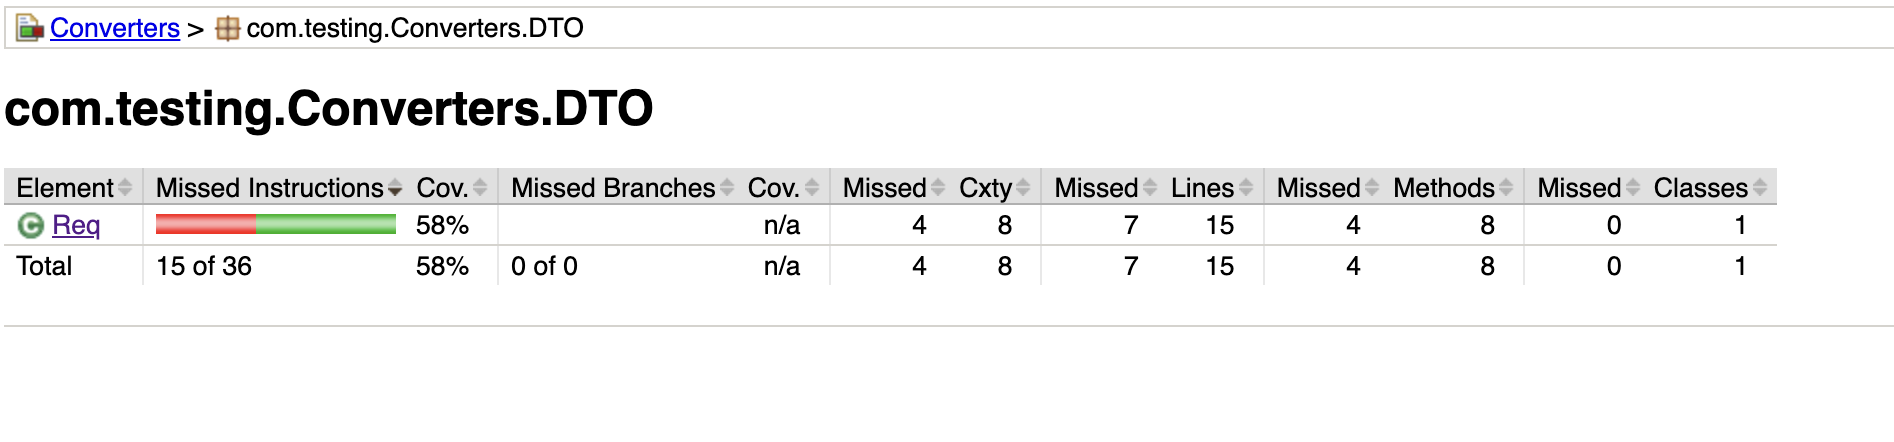 Converters > com.testing.Converters.DTO
com.testing.Converters.DTO
Element Missed Instructions Cov. Missed Branches Cov. Missed Cxty Missed Lines Missed Methods Missed Classes
C Req 58% n/a 4 8 7 15 4 8 0 1
Total 15 of 36 58% 0 of 0 n/a 4 8 7 15 4 8 0 1